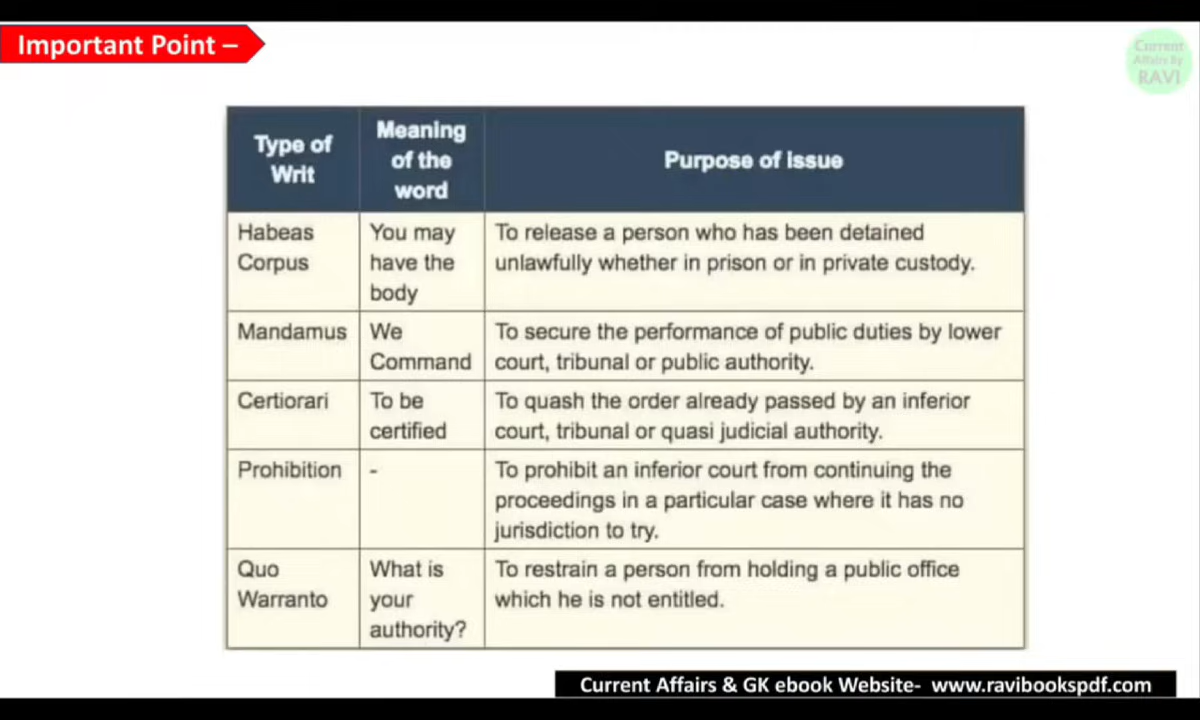 Important Point –
Current
Affairs By
RAVI
Type of
Writ
Meaning
of the
word
Purpose of issue
Habeas
Corpus
You may
have the
body
To release a person who has been detained
unlawfully whether in prison or in private custody.
Mandamus
We
Command
To secure the performance of public duties by lower
court, tribunal or public authority.
Certiorari
To be
certified
To quash the order already passed by an inferior
court, tribunal or quasi judicial authority.
Prohibition
-
To prohibit an inferior court from continuing the
proceedings in a particular case where it has no
jurisdiction to try.
Quo
Warranto
What is
your
authority?
To restrain a person from holding a public office
which he is not entitled.
Current Affairs & GK ebook Website- www.ravibookspdf.com